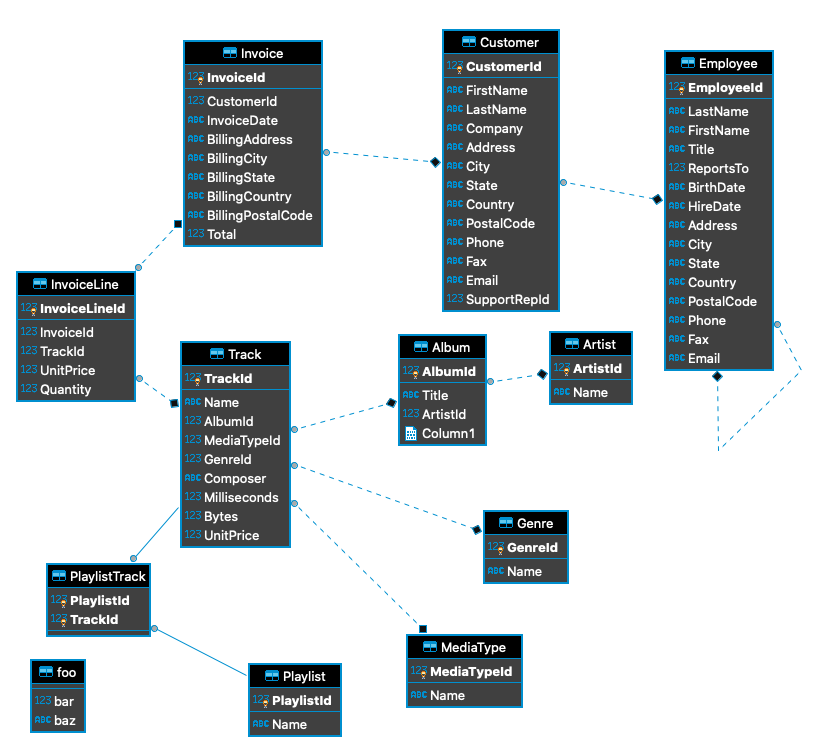 Invoice
123 InvoiceId
123 CustomerId
ABC InvoiceDate
ABC BillingAddress
ABC BillingCity
ABC BillingState
ABC BillingCountry
ABC BillingPostalCode
123 Total
Customer
123 CustomerId
ABC FirstName
ABC LastName
ABC Company
ABC Address
ABC City
ABC State
ABC Country
ABC PostalCode
ABC Phone
ABC Fax
ABC Email
123 SupportRepId
Employee
123 EmployeeId
ABC LastName
ABC FirstName
ABC Title
123 ReportsTo
ABC BirthDate
ABC HireDate
ABC Address
ABC City
ABC State
ABC Country
ABC PostalCode
ABC Phone
ABC Fax
ABC Email
InvoiceLine
123 InvoiceLineId
123 InvoiceId
123 TrackId
123 UnitPrice
123 Quantity
Track
123 TrackId
ABC Name
123 AlbumId
123 MediaTypeId
123 GenreId
ABC Composer
123 Milliseconds
123 Bytes
123 UnitPrice
Album
123 AlbumId
ABC Title
123 ArtistId
Column1
Artist
123 ArtistId
ABC Name
Genre
123 GenreId
ABC Name
PlaylistTrack
123 PlaylistId
123 TrackId
MediaType
123 MediaTypeId
ABC Name
foo
123 bar
ABC baz
Playlist
123 PlaylistId
ABC Name